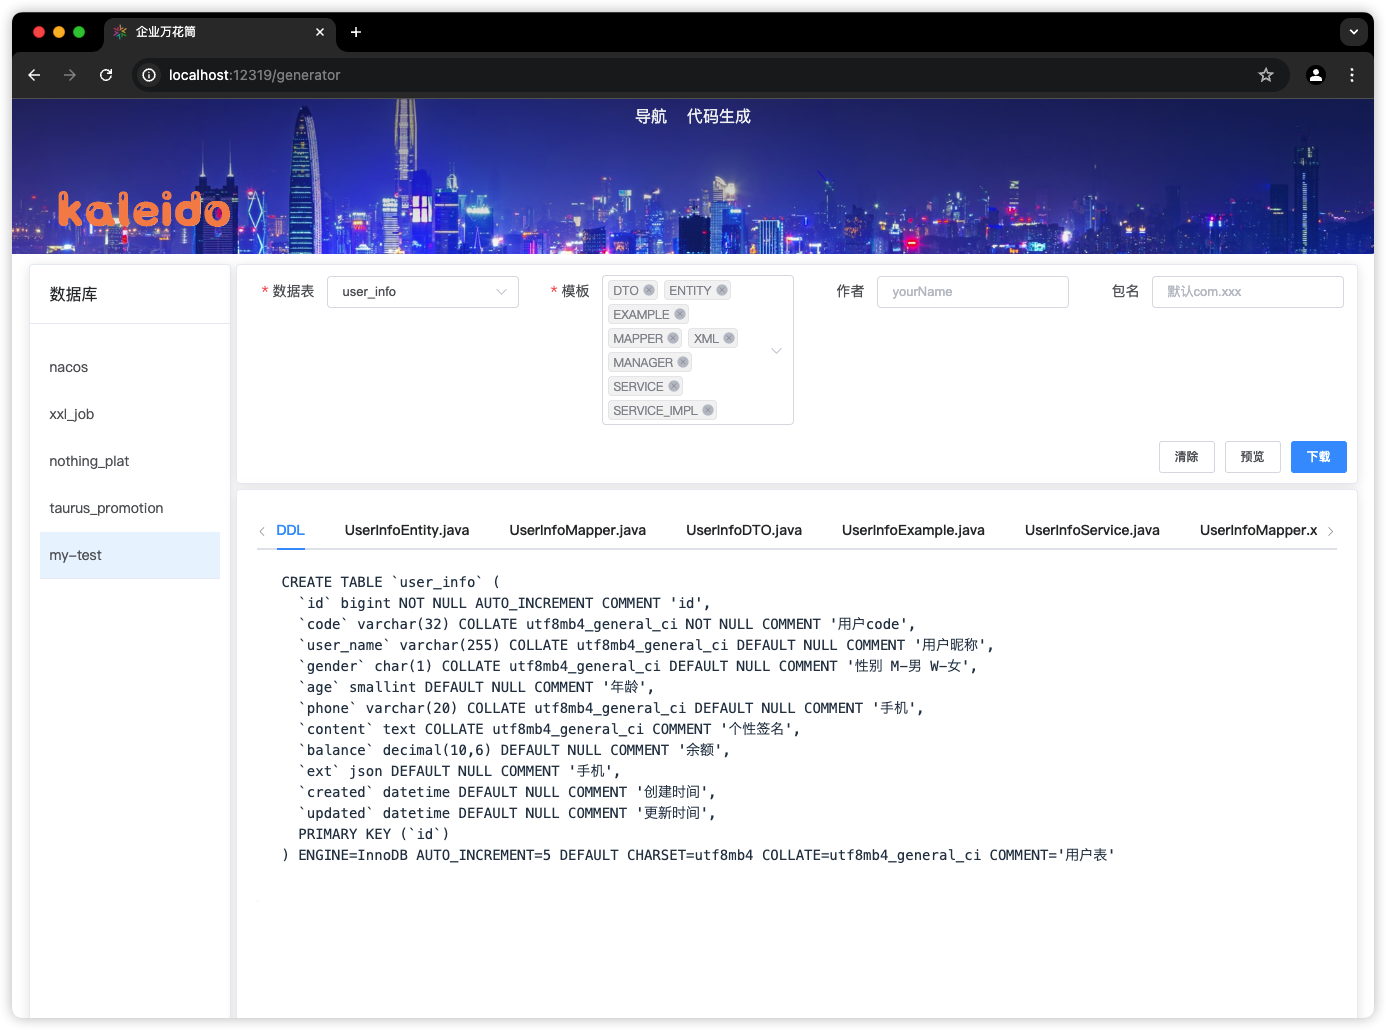 企业万花筒
localhost:12319/generator
导航 代码生成
kaleido
数据库
nacos
xxl_job
nothing_plat
taurus_promotion
my-test
* 数据表 user_info
* 模板
DTO ENTITY
EXAMPLE
MAPPER XML
MANAGER
SERVICE
SERVICE_IMPL
作者 yourName
包名 默认com.xxx
清除 预览 下载
DDL UserInfoEntity.java UserInfoMapper.java UserInfoDTO.java UserInfoExample.java UserInfoService.java UserInfoMapper.x
CREATE TABLE `user_info` (
`id` bigint NOT NULL AUTO_INCREMENT COMMENT 'id',
`code` varchar(32) COLLATE utf8mb4_general_ci NOT NULL COMMENT '用户code',
`user_name` varchar(255) COLLATE utf8mb4_general_ci DEFAULT NULL COMMENT '用户昵称',
`gender` char(1) COLLATE utf8mb4_general_ci DEFAULT NULL COMMENT '性别 M-男 W-女',
`age` smallint DEFAULT NULL COMMENT '年龄',
`phone` varchar(20) COLLATE utf8mb4_general_ci DEFAULT NULL COMMENT '手机',
`content` text COLLATE utf8mb4_general_ci COMMENT '个性签名',
`balance` decimal(10,6) DEFAULT NULL COMMENT '余额',
`ext` json DEFAULT NULL COMMENT '手机',
`created` datetime DEFAULT NULL COMMENT '创建时间',
`updated` datetime DEFAULT NULL COMMENT '更新时间',
PRIMARY KEY (`id`)
) ENGINE=InnoDB AUTO_INCREMENT=5 DEFAULT CHARSET=utf8mb4 COLLATE=utf8mb4_general_ci COMMENT='用户表'